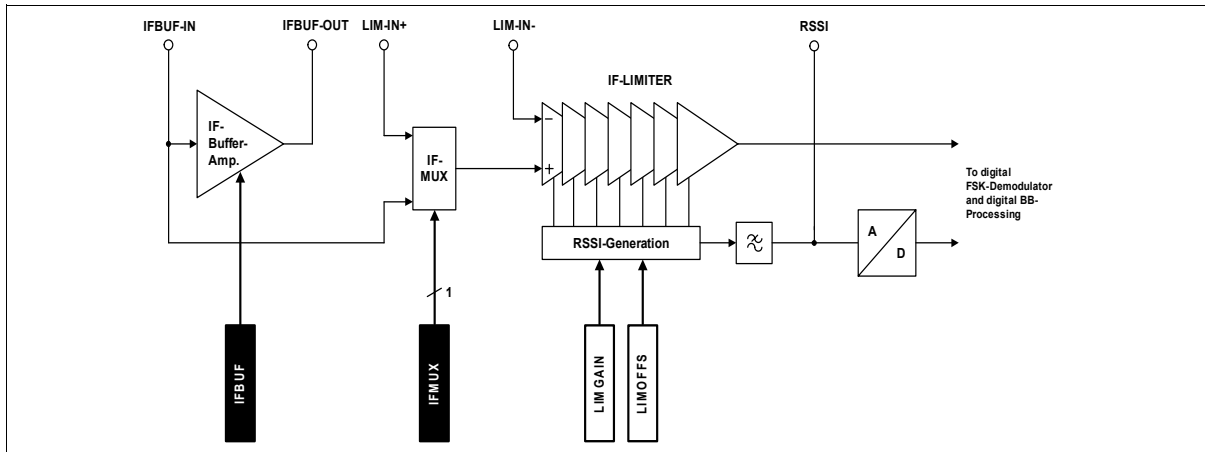 IFBUF-IN
IFBUF-OUT
LIM-IN+
LIM-IN-
RSSI
IF-LIMITER
IF-
Buffer-
Amp.
IF-
MUX
−
+
To digital
FSK-Demodulator
and digital BB-
Processing
RSSI-Generation
A
D
1
IFBUF
IFMUX
LIMGAIN
LIMOFFS